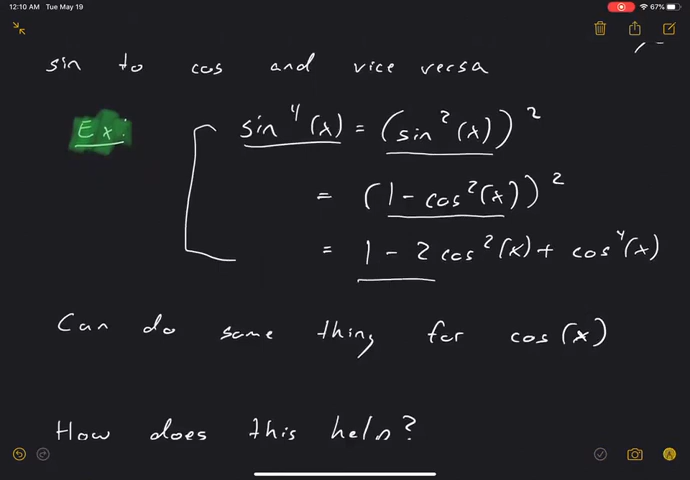 12:10 AM Tue May 19 67%
sin to cos and vice versa
Ex: sin⁴(x) = (sin²(x))²
= (1 - cos²(x))²
= 1 - 2cos²(x) + cos⁴(x)
Can do same thing for cos(x)
How does this help?